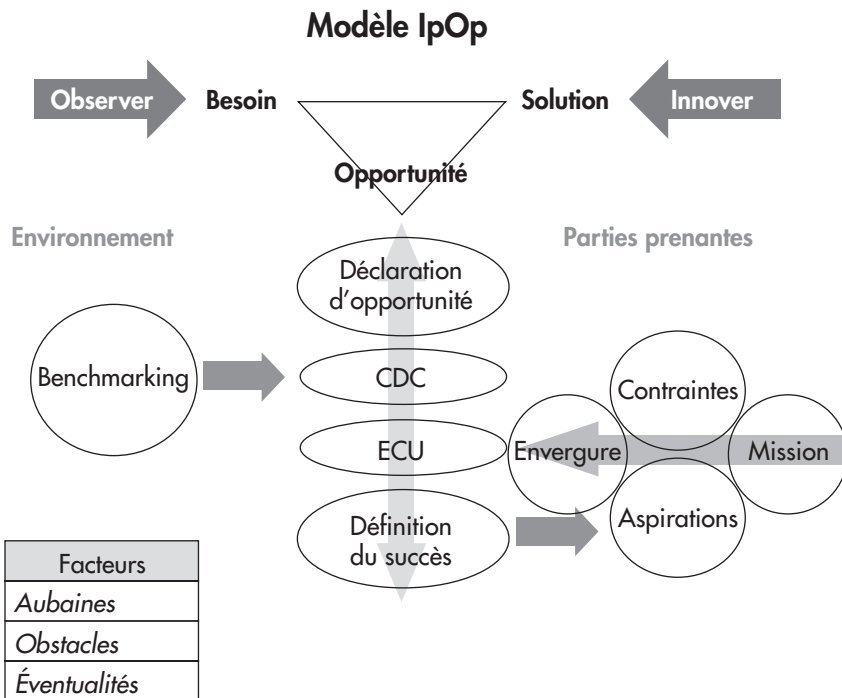 Modèle IpOp
Observer Besoin Solution Innover
Opportunité
Environnement Parties prenantes
Déclaration
d'opportunité
Benchmarking CDC Contraintes
ECU Envergure Mission
Définition
du succès
Aspirations
Facteurs
Aubaines
Obstacles
Éventualités